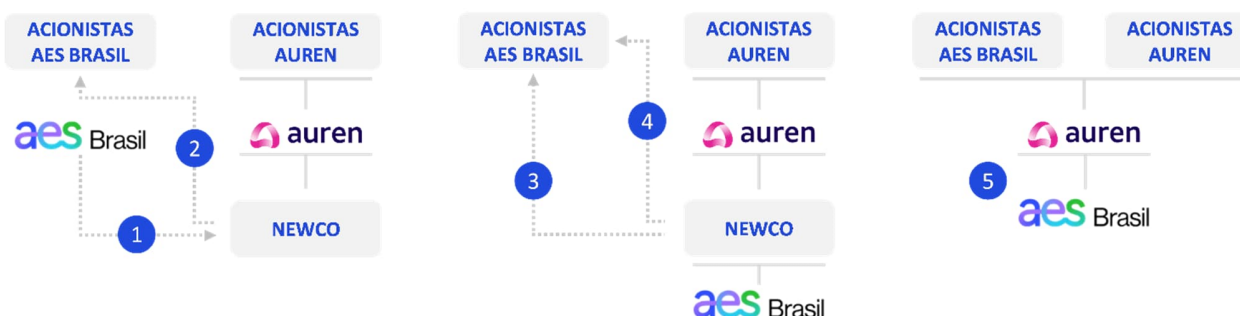 ACIONISTAS
AES BRASIL
ACIONISTAS
AUREN
aes Brasil
auren
2
1
NEWCO
ACIONISTAS
AES BRASIL
ACIONISTAS
AUREN
4
auren
3
NEWCO
aes Brasil
ACIONISTAS
AES BRASIL
ACIONISTAS
AUREN
auren
5
aes Brasil